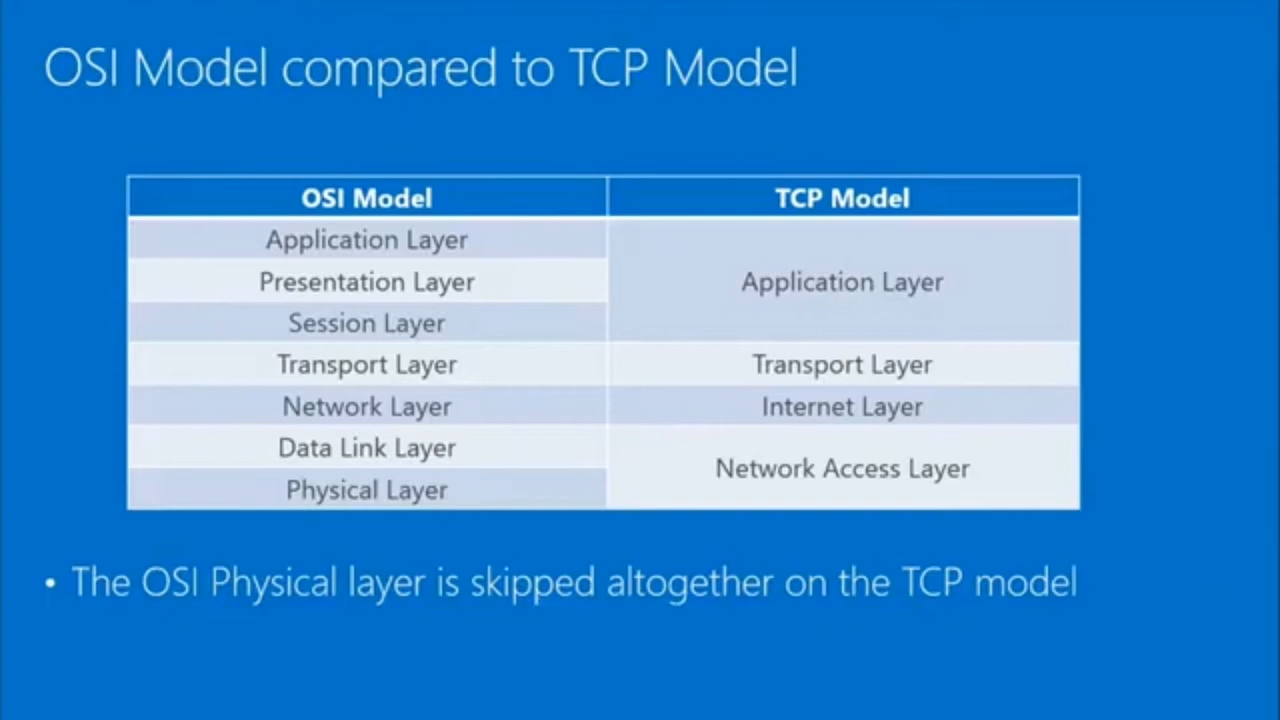 OSI Model compared to TCP Model
OSI Model TCP Model
Application Layer
Presentation Layer Application Layer
Session Layer
Transport Layer Transport Layer
Network Layer Internet Layer
Data Link Layer
Network Access Layer
Physical Layer
• The OSI Physical layer is skipped altogether on the TCP model